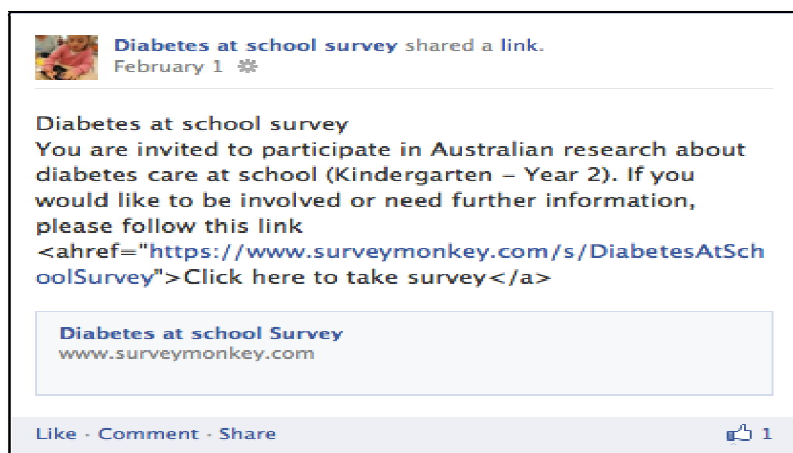 Diabetes at school survey shared a link.
February 1
Diabetes at school survey
You are invited to participate in Australian research about
diabetes care at school (Kindergarten – Year 2). If you
would like to be involved or need further information,
please follow this link
<ahref="https://www.surveymonkey.com/s/DiabetesAtSch
oolSurvey">Click here to take survey</a>
Diabetes at school Survey
www.surveymonkey.com
Like · Comment · Share
1